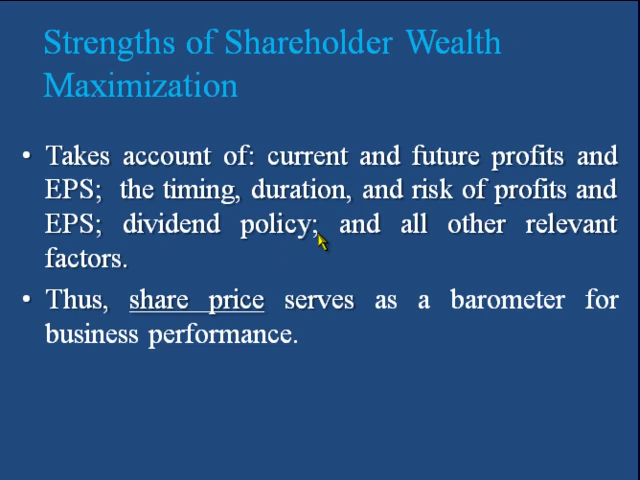 Strengths of Shareholder Wealth
Maximization
• Takes account of: current and future profits and
EPS; the timing, duration, and risk of profits and
EPS; dividend policy; and all other relevant
factors.
• Thus, share price serves as a barometer for
business performance.